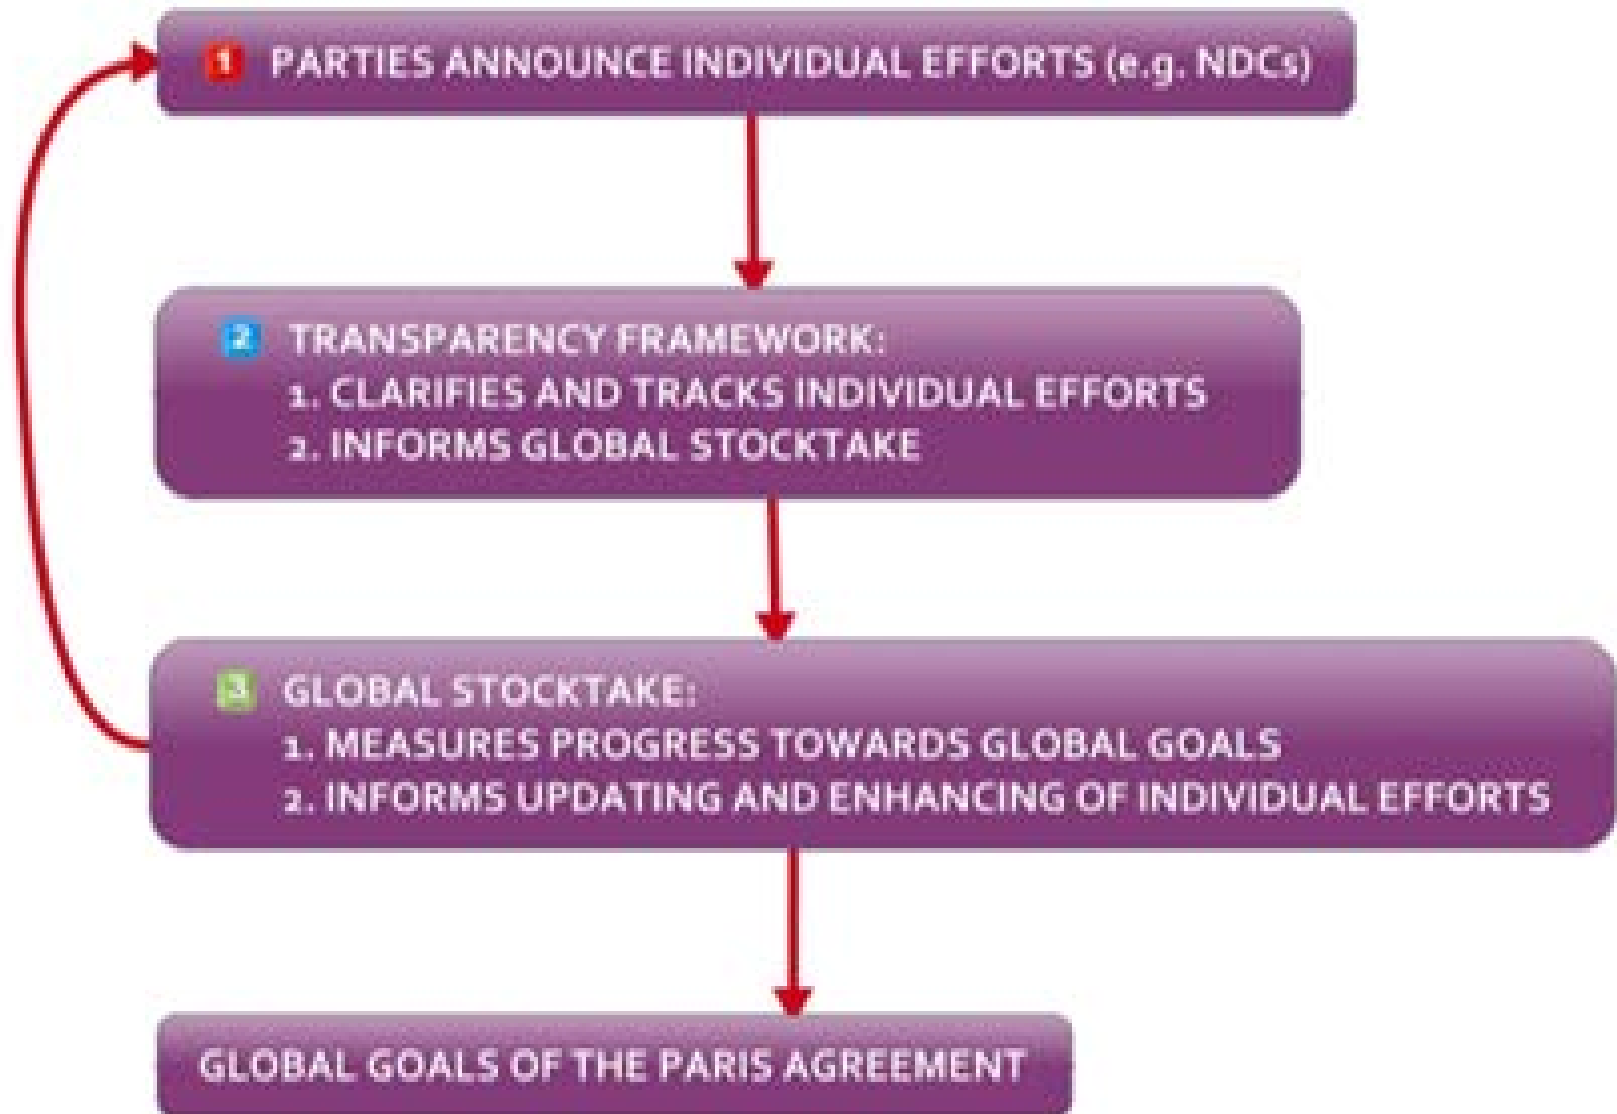 1 PARTIES ANNOUNCE INDIVIDUAL EFFORTS (e.g. NDCs)
2 TRANSPARENCY FRAMEWORK:
1. CLARIFIES AND TRACKS INDIVIDUAL EFFORTS
2. INFORMS GLOBAL STOCKTAKE
3 GLOBAL STOCKTAKE:
1. MEASURES PROGRESS TOWARDS GLOBAL GOALS
2. INFORMS UPDATING AND ENHANCING OF INDIVIDUAL EFFORTS
GLOBAL GOALS OF THE PARIS AGREEMENT